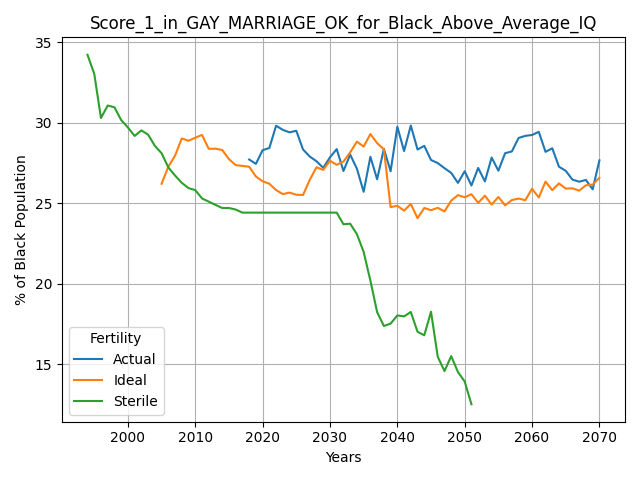 Score_1_in_GAY_MARRIAGE_OK_for_Black_Above_Average_IQ
35
30
25
20
15
% of Black Population
Fertility
Actual
Ideal
Sterile
2000 2010 2020 2030 2040 2050 2060 2070
Years